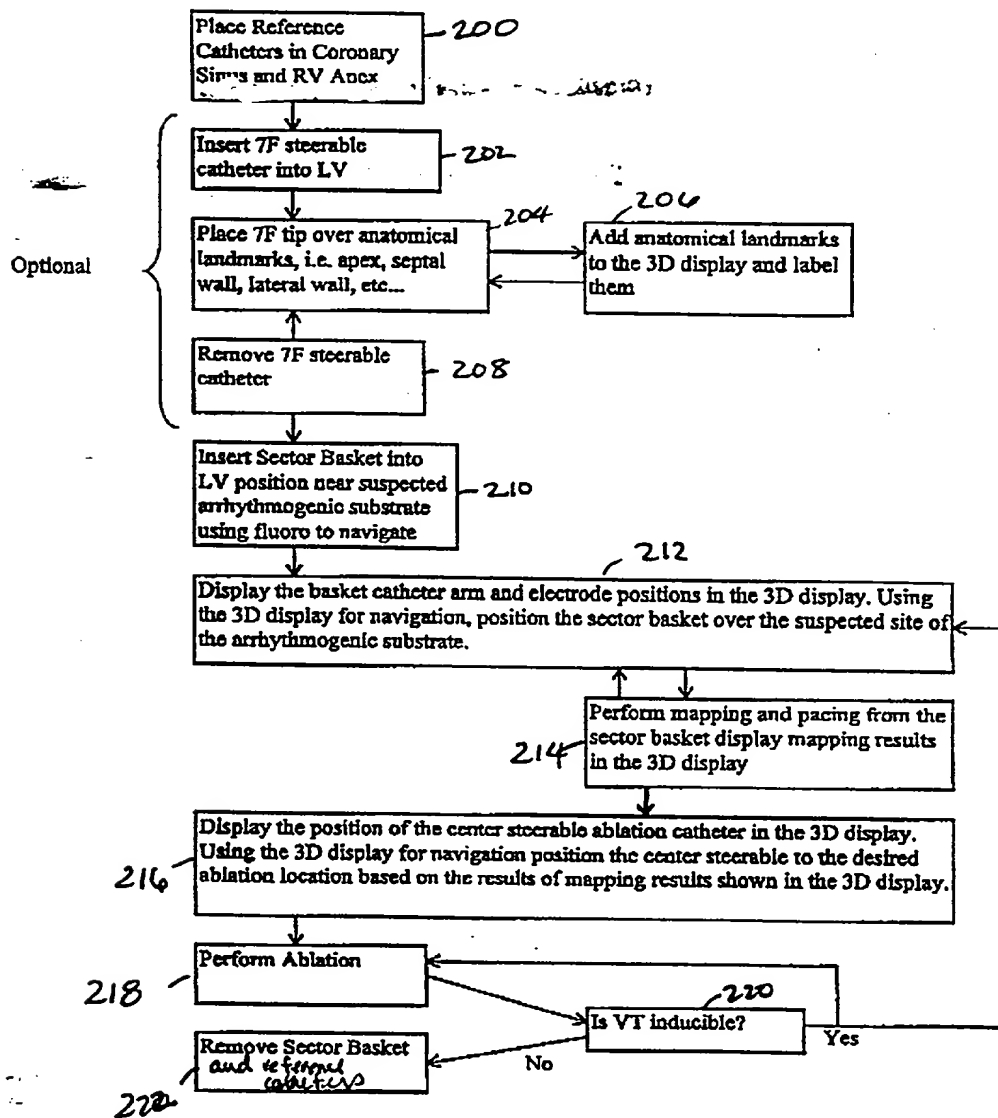 Place Reference
Catheters in Coronary
Sinus and RV Apex
200
Insert 7F steerable
catheter into LV
202
Optional
Place 7F tip over anatomical
landmarks, i.e. apex, septal
wall, lateral wall, etc...
204
206
Add anatomical landmarks
to the 3D display and label
them
Remove 7F steerable
catheter
208
Insert Sector Basket into
LV position near suspected
arrhythmogenic substrate
using fluoro to navigate
210
212
Display the basket catheter arm and electrode positions in the 3D display. Using
the 3D display for navigation, position the sector basket over the suspected site of
the arrhythmogenic substrate.
Perform mapping and pacing from the
sector basket display mapping results
in the 3D display
214
Display the position of the center steerable ablation catheter in the 3D display.
Using the 3D display for navigation position the center steerable to the desired
ablation location based on the results of mapping results shown in the 3D display.
216
Perform Ablation
218
220
Is VT inducible?
Yes
No
Remove Sector Basket
and reference
catheters
222